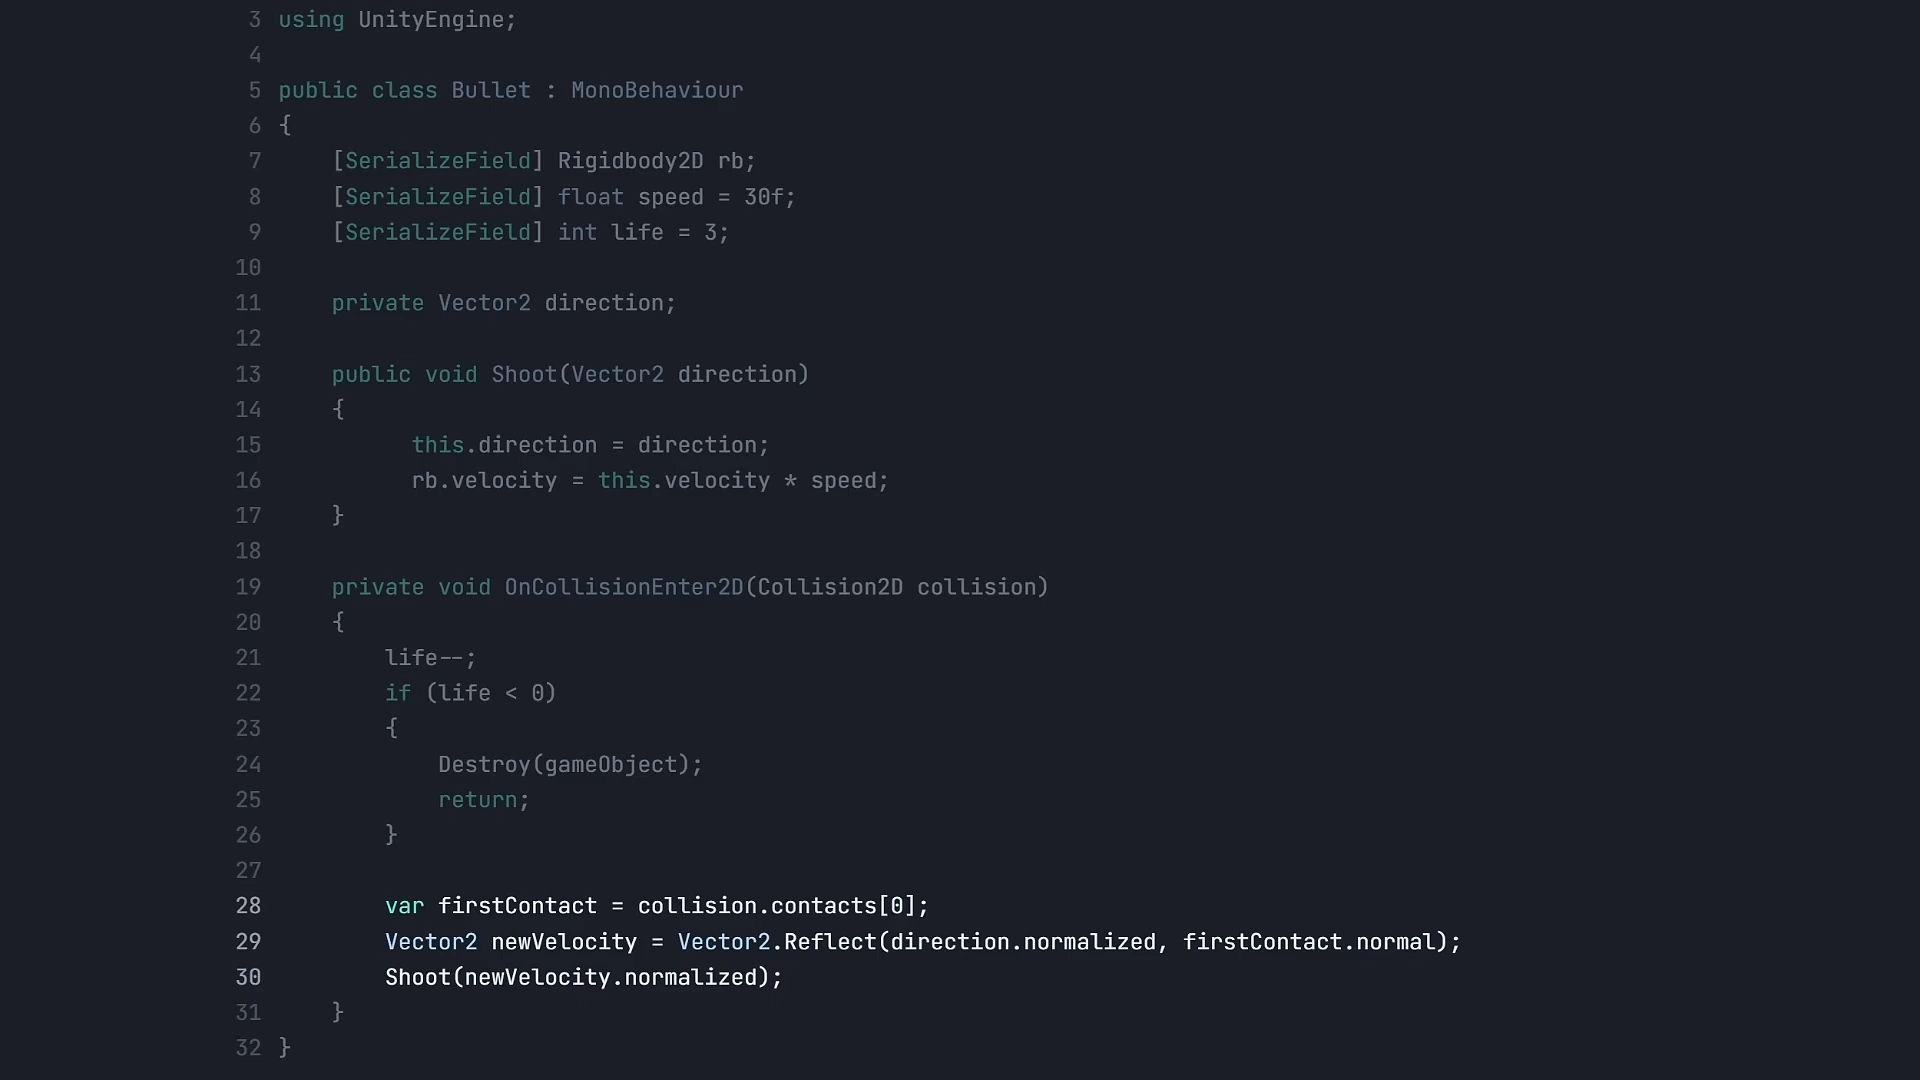 3 using UnityEngine;
4
5 public class Bullet : MonoBehaviour
6 {
7     [SerializeField] Rigidbody2D rb;
8     [SerializeField] float speed = 30f;
9     [SerializeField] int life = 3;
10
11     private Vector2 direction;
12
13     public void Shoot(Vector2 direction)
14     {
15           this.direction = direction;
16           rb.velocity = this.velocity * speed;
17     }
18
19     private void OnCollisionEnter2D(Collision2D collision)
20     {
21         life--;
22         if (life < 0)
23         {
24             Destroy(gameObject);
25             return;
26         }
27
28         var firstContact = collision.contacts[0];
29         Vector2 newVelocity = Vector2.Reflect(direction.normalized, firstContact.normal);
30         Shoot(newVelocity.normalized);
31     }
32 }